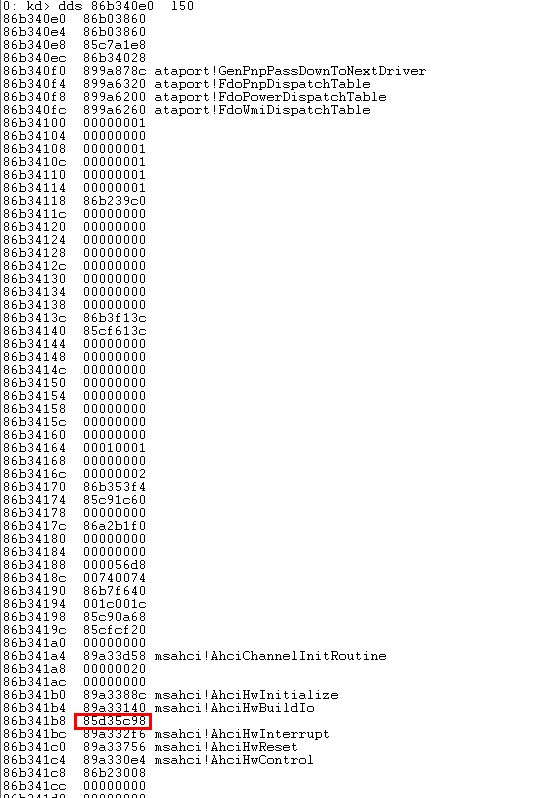 0: kd> dds 86b340e0  l50
86b340e0  86b03860
86b340e4  86b03860
86b340e8  85c7a1e8
86b340ec  86b34028
86b340f0  899a878c ataport!GenPnpPassDownToNextDriver
86b340f4  899a6320 ataport!FdoPnpDispatchTable
86b340f8  899a6200 ataport!FdoPowerDispatchTable
86b340fc  899a6260 ataport!FdoWmiDispatchTable
86b34100  00000001
86b34104  00000000
86b34108  00000001
86b3410c  00000001
86b34110  00000001
86b34114  00000001
86b34118  86b239c0
86b3411c  00000000
86b34120  00000000
86b34124  00000000
86b34128  00000000
86b3412c  00000000
86b34130  00000000
86b34134  00000000
86b34138  00000000
86b3413c  86b3f13c
86b34140  85cf613c
86b34144  00000000
86b34148  00000000
86b3414c  00000000
86b34150  00000000
86b34154  00000000
86b34158  00000000
86b3415c  00000000
86b34160  00000000
86b34164  00010001
86b34168  00000000
86b3416c  00000002
86b34170  86b353f4
86b34174  85c91c60
86b34178  00000000
86b3417c  86a2b1f0
86b34180  00000000
86b34184  00000000
86b34188  000056d8
86b3418c  00740074
86b34190  86b7f640
86b34194  001c001c
86b34198  85c90a68
86b3419c  85cfcf20
86b341a0  00000000
86b341a4  89a33d58 msahci!AhciChannelInitRoutine
86b341a8  00000020
86b341ac  00000000
86b341b0  89a3388c msahci!AhciHwInitialize
86b341b4  89a33140 msahci!AhciHwBuildIo
86b341b8  85d35c98
86b341bc  89a332f6 msahci!AhciHwInterrupt
86b341c0  89a33756 msahci!AhciHwReset
86b341c4  89a330e4 msahci!AhciHwControl
86b341c8  86b23008
86b341cc  00000000